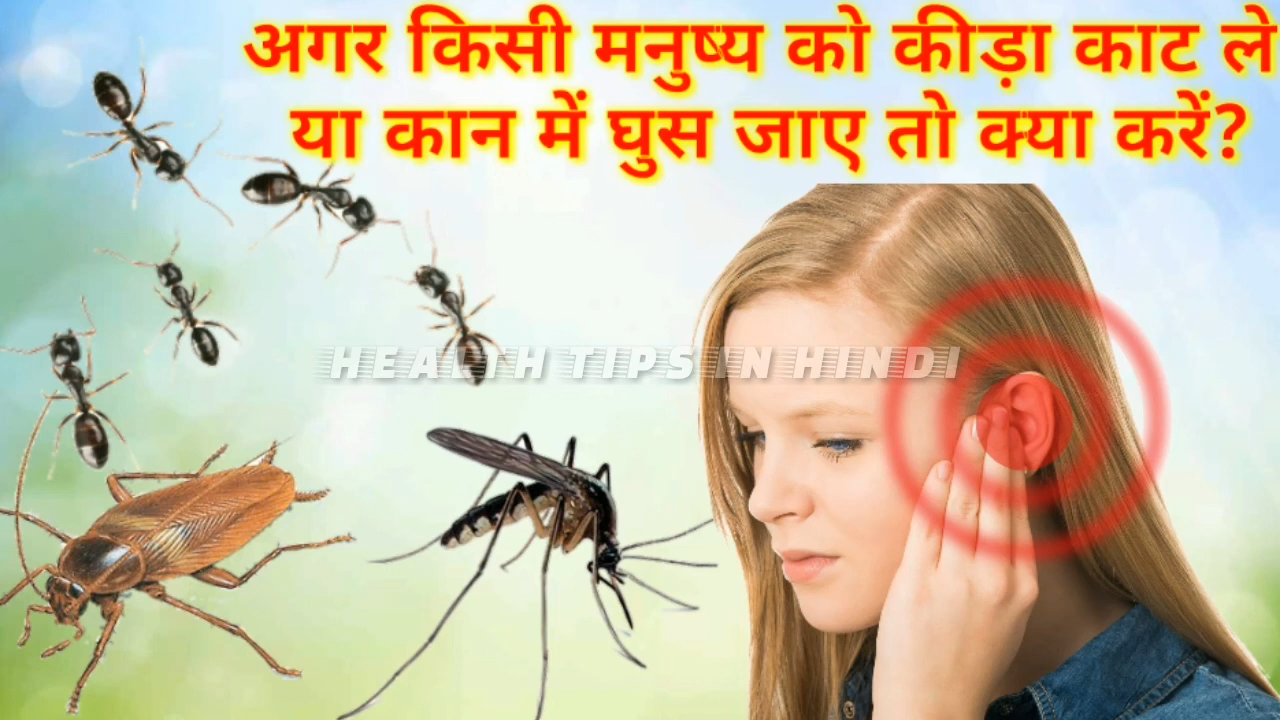 अगर किसी मनुष्य को कीड़ा काट ले
या कान में घुस जाए तो क्या करें?
HEALTH TIPS IN HINDI